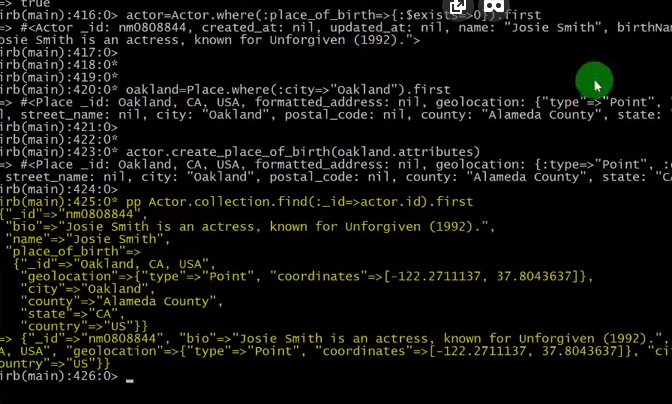 => true
irb(main):416:0> actor=Actor.where(:place_of_birth=>{:$exists=>0}).first
=> #<Actor _id: nm0808844, created_at: nil, updated_at: nil, name: "Josie Smith", birthNam
osie Smith is an actress, known for Unforgiven (1992).">
irb(main):417:0>
irb(main):418:0*
irb(main):419:0*
irb(main):420:0* oakland=Place.where(:city=>"Oakland").first
=> #<Place _id: Oakland, CA, USA, formatted_address: nil, geolocation: {"type"=>"Point",
l, street_name: nil, city: "Oakland", postal_code: nil, county: "Alameda County", state:
irb(main):421:0>
irb(main):422:0*
irb(main):423:0* actor.create_place_of_birth(oakland.attributes)
=> #<Place _id: Oakland, CA, USA, formatted_address: nil, geolocation: {:type=>"Point", :co
street_name: nil, city: "Oakland", postal_code: nil, county: "Alameda County", state: "CA
irb(main):424:0>
irb(main):425:0* pp Actor.collection.find(:_id=>actor.id).first
{"_id"=>"nm0808844",
"bio"=>"Josie Smith is an actress, known for Unforgiven (1992).",
"name"=>"Josie Smith",
"place_of_birth"=>
{"_id"=>"Oakland, CA, USA",
"geolocation"=>{"type"=>"Point", "coordinates"=>[-122.2711137, 37.8043637]},
"city"=>"Oakland",
"county"=>"Alameda County",
"state"=>"CA",
"country"=>"US"}}
=> {"_id"=>"nm0808844", "bio"=>"Josie Smith is an actress, known for Unforgiven (1992).",
A, USA", "geolocation"=>{"type"=>"Point", "coordinates"=>[-122.2711137, 37.8043637]}, "cit
ountry"=>"US"}}
irb(main):426:0> _